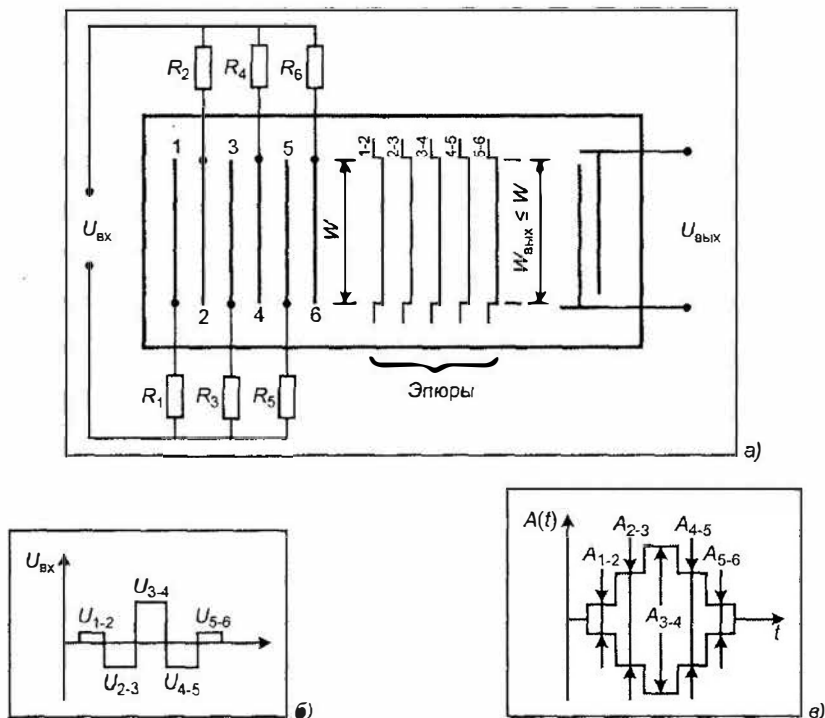 R₂ R₄ R₆
1 3 5
1-2 2-3 3-4 4-5 5-6
Uвх
W
Wвых ≤ W
Uвых
2 4 6
R₁ R₃ R₅
Эпюры
а)
Uвх
U₁₋₂
U₃₋₄
U₅₋₆
U₂₋₃ U₄₋₅
б)
A(t)
A₁₋₂ A₂₋₃ A₄₋₅ A₅₋₆
A₃₋₄
t
в)